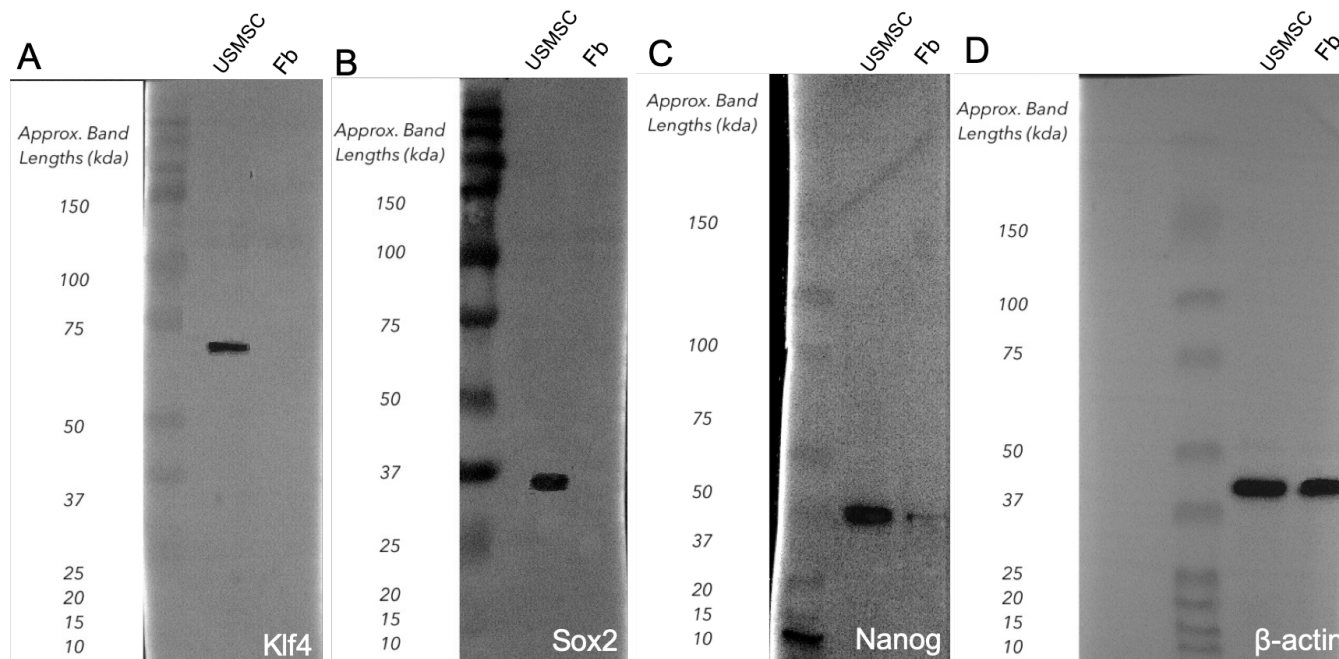 A
USMSC
Fb
Approx. Band
Lengths (kda)
150
100
75
50
37
25
20
15
10
Klf4
B
USMSC
Fb
Approx. Band
Lengths (kda)
150
100
75
50
37
25
20
15
10
Sox2
C
USMSC
Fb
Approx. Band
Lengths (kda)
150
100
75
50
37
20
15
10
Nanog
D
USMSC
Fb
Approx. Band
Lengths (kda)
150
100
75
50
37
25
20
15
10
β-actin